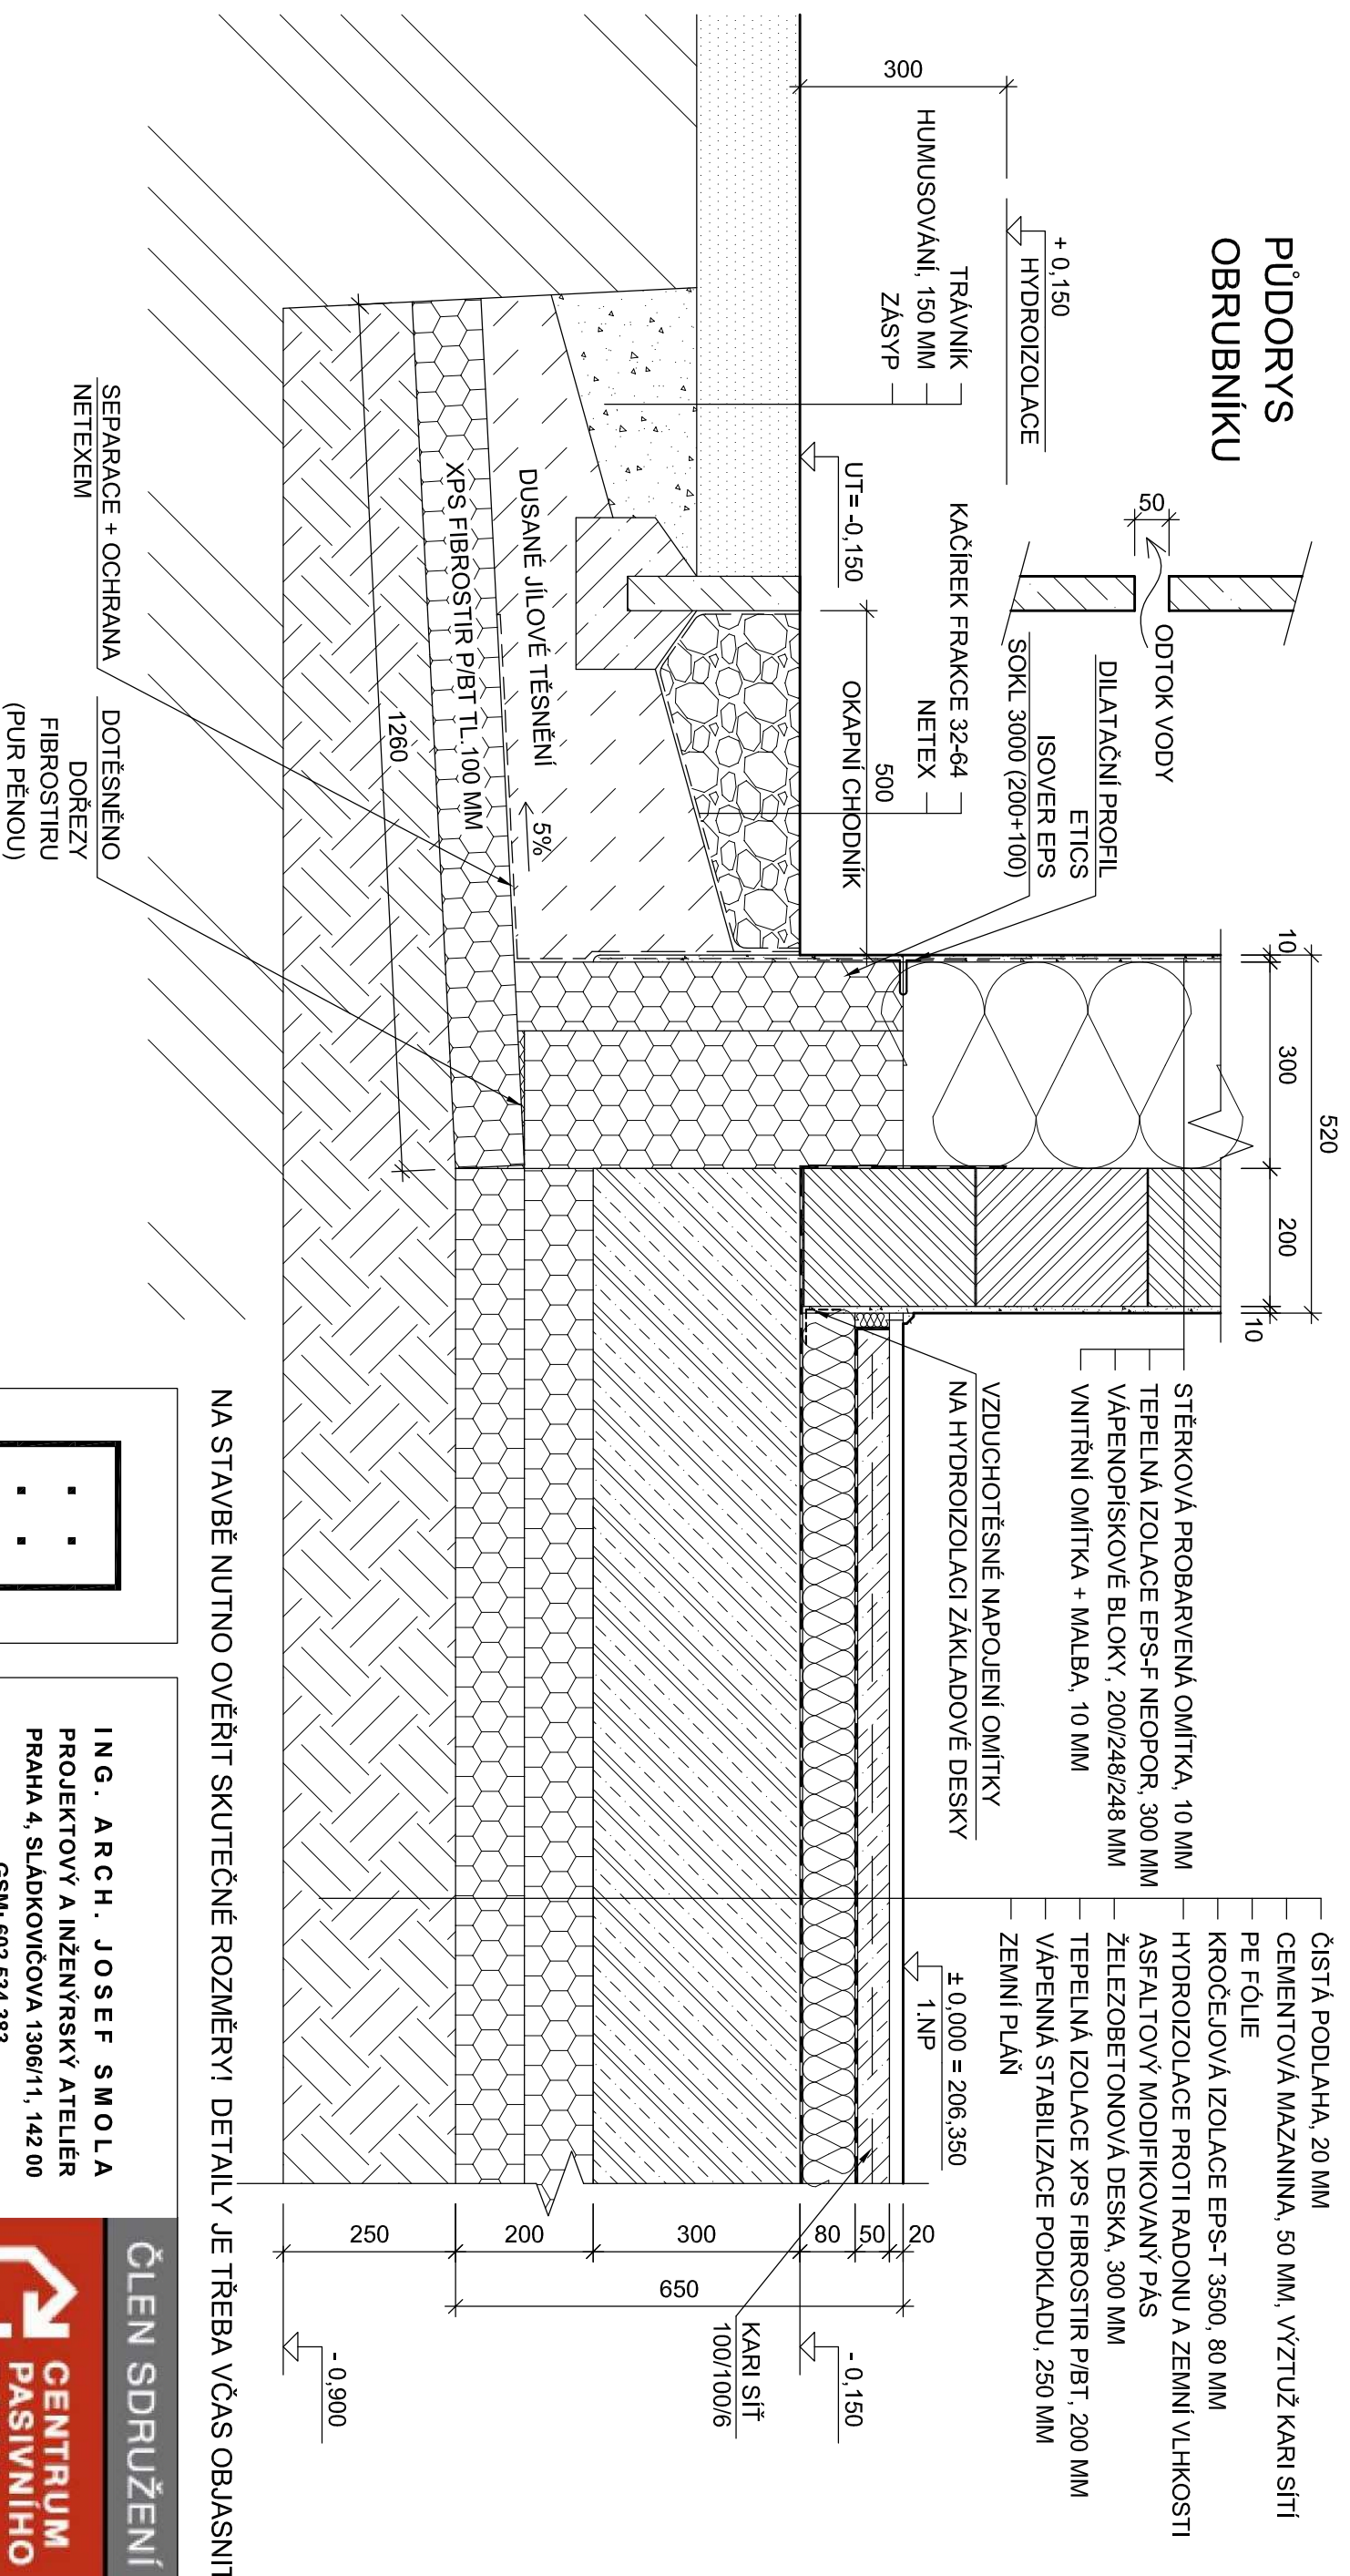 PŮDORYS
OBRUBNÍKU
50
ODTOK VODY
DILATAČNÍ PROFIL
ETICS
ISOVER EPS
SOKL 3000 (200+100)
+ 0,150
HYDROIZOLACE
300
TRÁVNÍK
HUMUSOVÁNÍ, 150 MM
ZÁSYP
KAČÍREK FRAKCE 32-64
NETEX
UT= -0,150
500
OKAPNÍ CHODNÍK
520
10
300
200
10
STĚRKOVÁ PROBARVENÁ OMÍTKA, 10 MM
TEPELNÁ IZOLACE EPS-F NEOPOR, 300 MM
VÁPENOPÍSKOVÉ BLOKY, 200/248/248 MM
VNITŘNÍ OMÍTKA + MALBA, 10 MM
VZDUCHOTĚSNÉ NAPOJENÍ OMÍTKY
NA HYDROIZOLACI ZÁKLADOVÉ DESKY
ČISTÁ PODLAHA, 20 MM
CEMENTOVÁ MAZANINA, 50 MM, VÝZTUŽ KARI SÍTÍ
PE FÓLIE
KROČEJOVÁ IZOLACE EPS-T 3500, 80 MM
HYDROIZOLACE PROTI RADONU A ZEMNÍ VLHKOSTI
ASFALTOVÝ MODIFIKOVANÝ PÁS
ŽELEZOBETONOVÁ DESKA, 300 MM
TEPELNÁ IZOLACE XPS FIBROSTIR P/BT, 200 MM
VÁPENNÁ STABILIZACE PODKLADU, 250 MM
ZEMNÍ PLÁŇ
± 0,000 = 206,350
1.NP
20
50
80
300
200
250
650
- 0,150
KARI SÍŤ
100/100/6
- 0,900
DUSANÉ JÍLOVÉ TĚSNĚNÍ
5%
XPS FIBROSTIR P/BT TL.100 MM
1260
SEPARACE + OCHRANA
NETEXEM
DOTĚSNĚNO
DOŘEZY
FIBROSTIRU
(PUR PĚNOU)
NA STAVBĚ NUTNO OVĚŘIT SKUTEČNÉ ROZMĚRY! DETAILY JE TŘEBA VČAS OBJASNIT
ING. ARCH. JOSEF SMOLA
PROJEKTOVÝ A INŽENÝRSKÝ ATELIÉR
PRAHA 4, SLÁDKOVIČOVA 1306/11, 142 00
ČLEN SDRUŽENÍ
CENTRUM
PASIVNÍHO